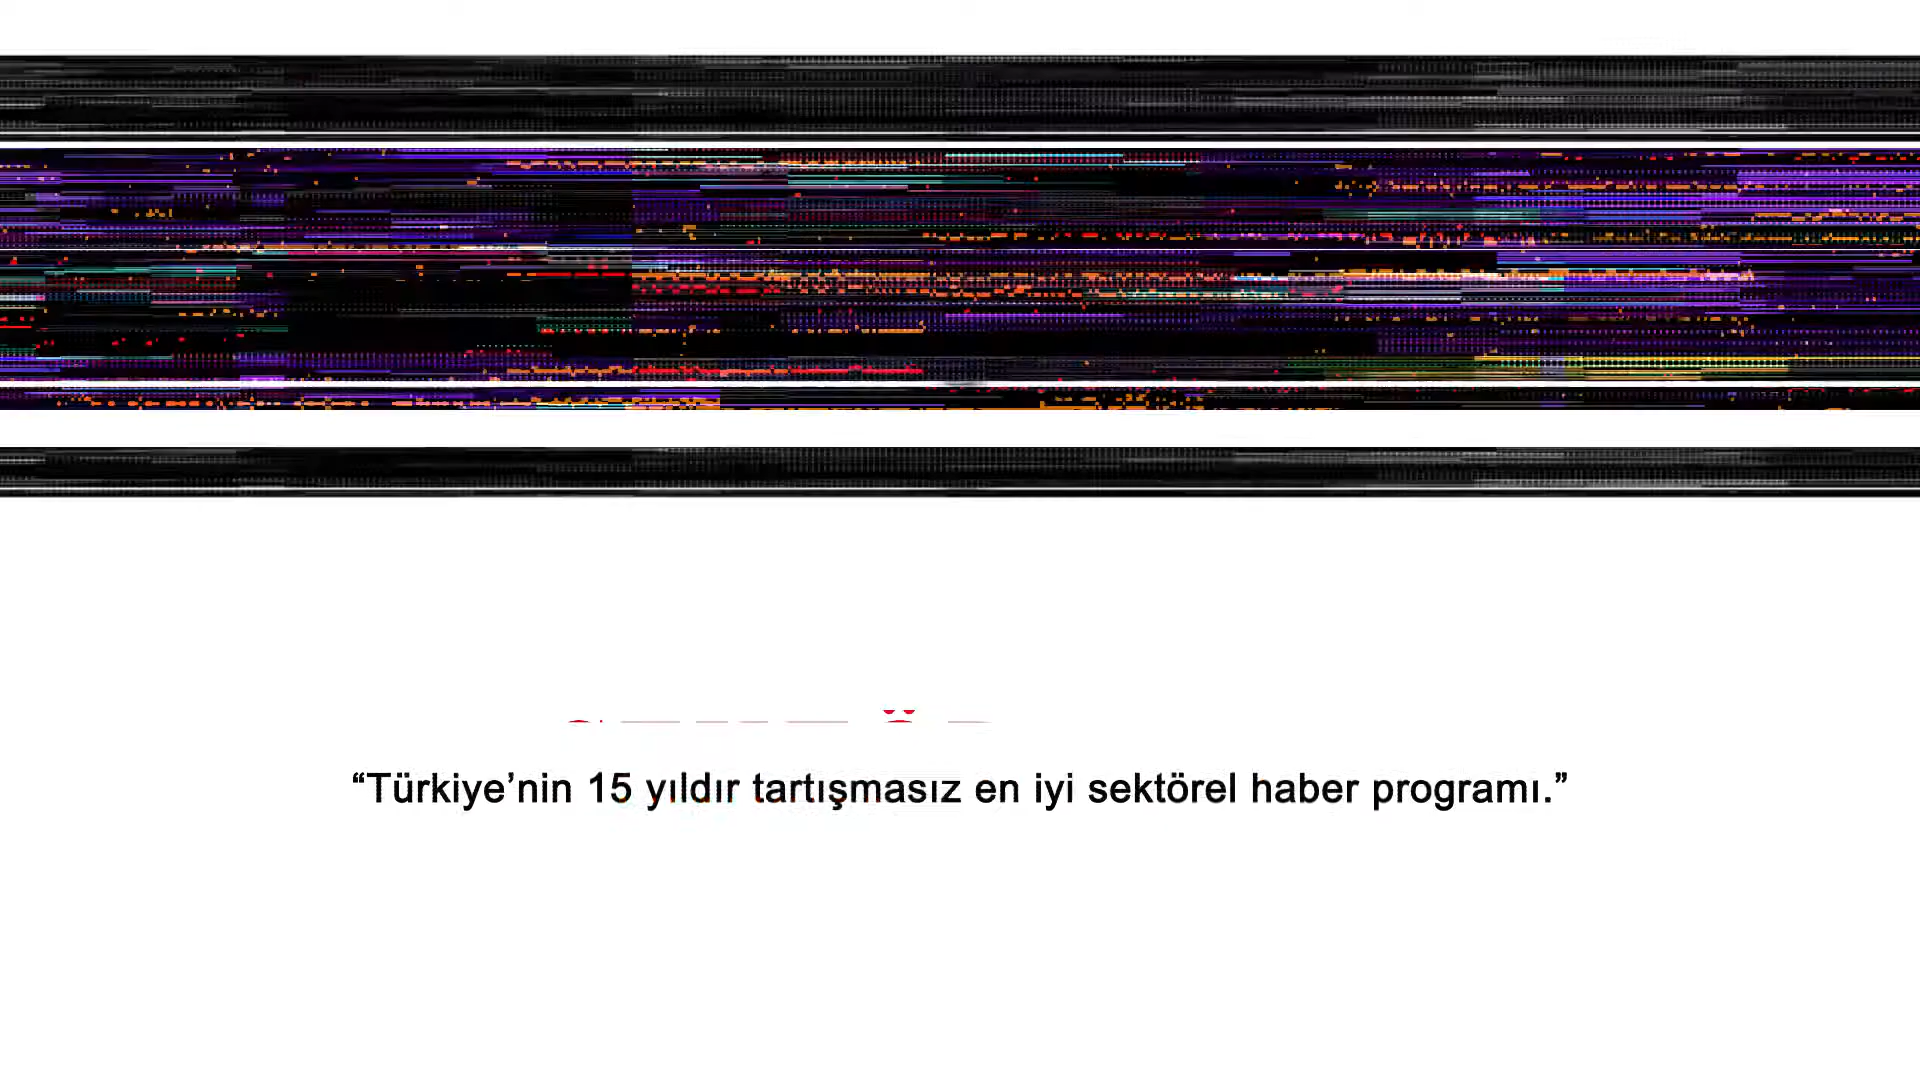 “Türkiye’nin 15 yıldır tartışmasız en iyi sektörel haber programı.”